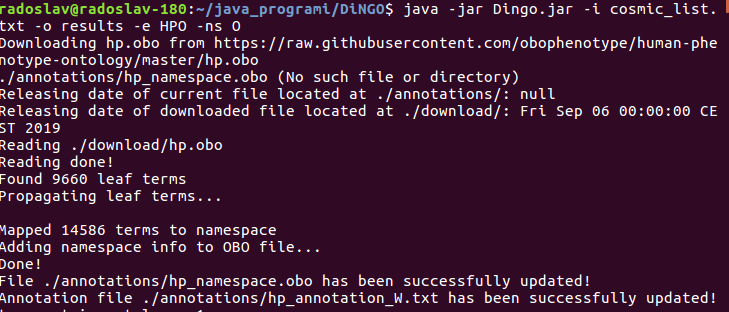 radoslav@radoslav-180:~/java_programi/DiNGO$ java -jar Dingo.jar -i cosmic_list.
txt -o results -e HPO -ns O
Downloading hp.obo from https://raw.githubusercontent.com/obophenotype/human-phe
notype-ontology/master/hp.obo
./annotations/hp_namespace.obo (No such file or directory)
Releasing date of current file located at ./annotations/: null
Releasing date of downloaded file located at ./download/: Fri Sep 06 00:00:00 CE
ST 2019
Reading ./download/hp.obo
Reading done!
Found 9660 leaf terms
Propagating leaf terms...
Mapped 14586 terms to namespace
Adding namespace info to OBO file...
Done!
File ./annotations/hp_namespace.obo has been successfully updated!
Annotation file ./annotations/hp_annotation_W.txt has been successfully updated!